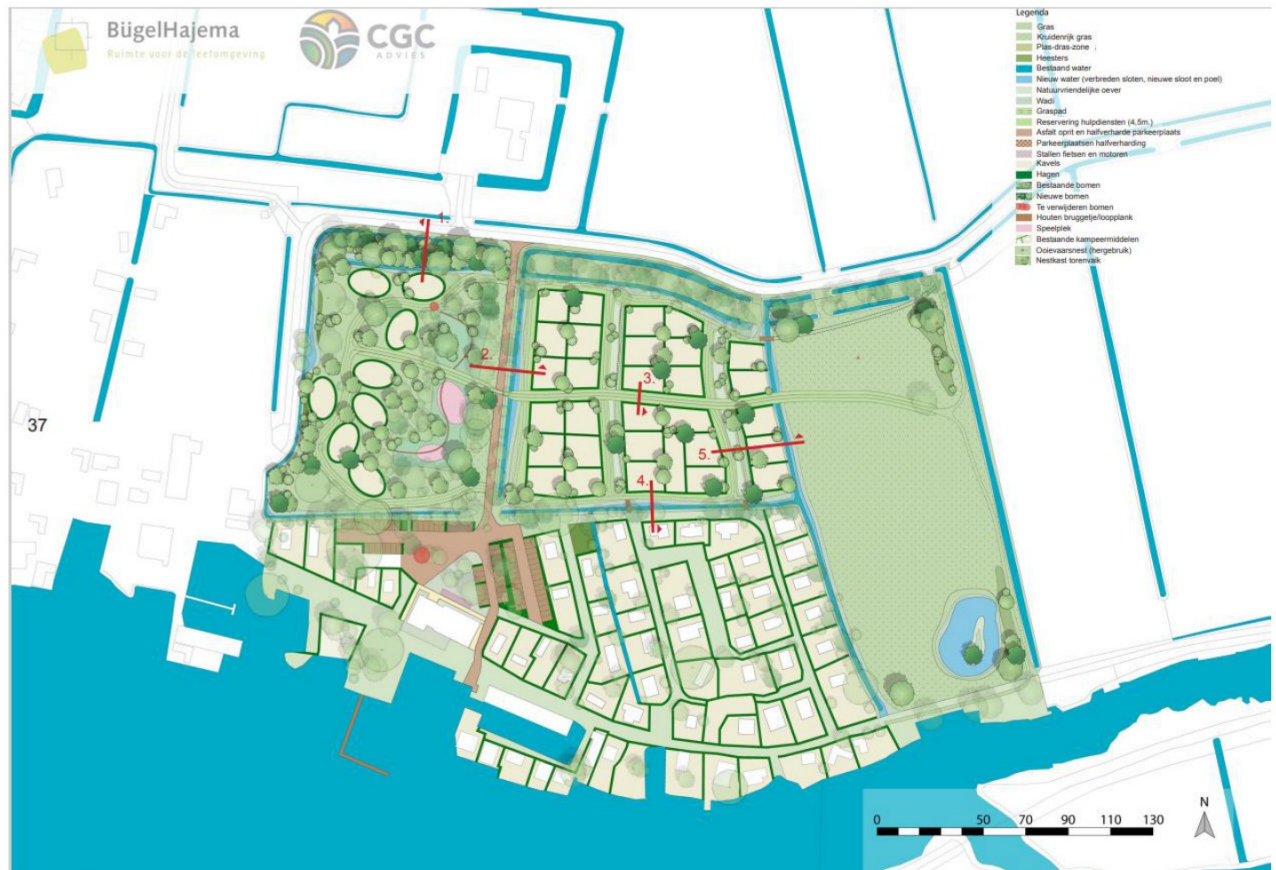 BügelHajema
Ruimte voor de leefomgeving
CGC
ADVIES
Legenda
Gras
Kruidenrijk gras
Plas-dras-zone
Heesters
Bestaand water
Nieuw water (verbreden sloten, nieuwe sloot en poel)
Natuurvriendelijke oever
Wadi
Graspad
Reservering hulpdiensten (4,5m.)
Asfalt oprit en halfverharde parkeerplaats
Parkeerplaatsen halfverharding
Stallen fietsen en motoren
Kavels
Hagen
Bestaande bomen
Nieuwe bomen
Te verwijderen bomen
Houten bruggetje/loopplank
Speelplek
Bestaande kampeermiddelen
Ooievaarsnest (hergebruik)
Nestkast torenvalk
1.
2.
3.
37
5.
4.
0 50 70 90 110 130
N